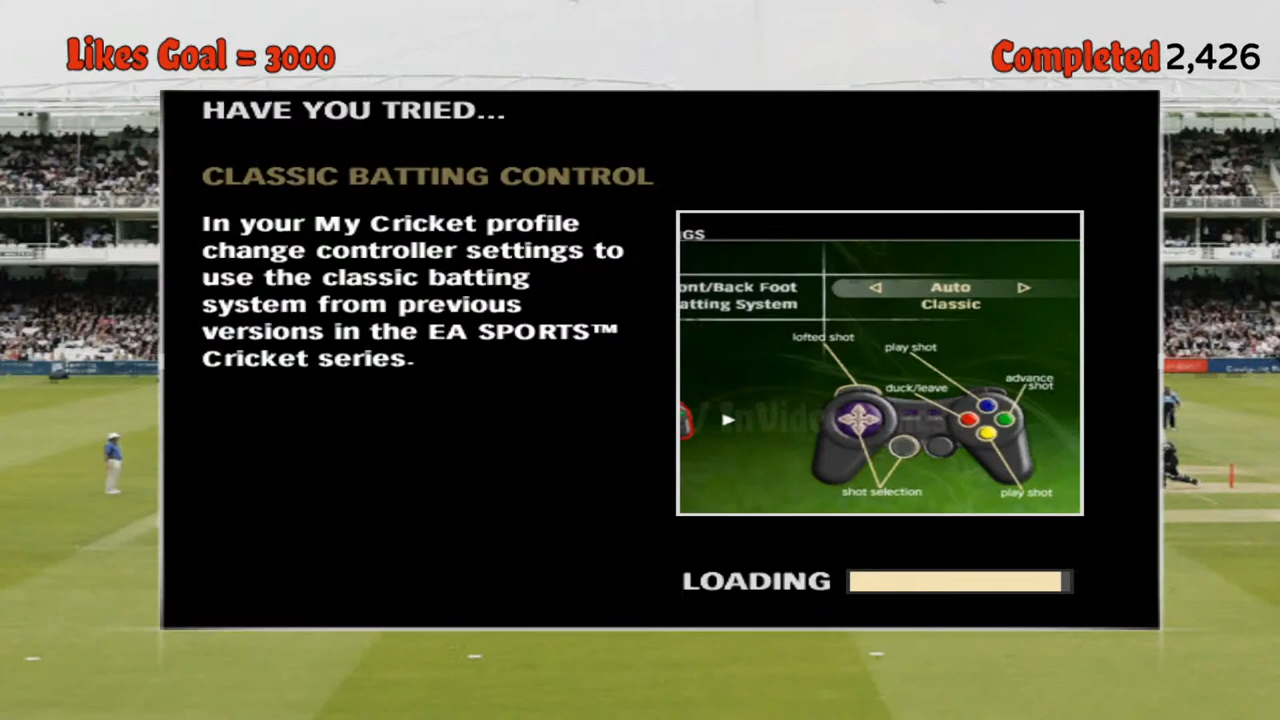 Likes Goal = 3000
Completed 2,426
HAVE YOU TRIED...
CLASSIC BATTING CONTROL
In your My Cricket profile
change controller settings to
use the classic batting
system from previous
versions in the EA SPORTS™
Cricket series.
GS
ont/Back Foot
Auto
atting System
Classic
lofted shot
play shot
advance
shot
duck/leave
shot selection
play shot
LOADING